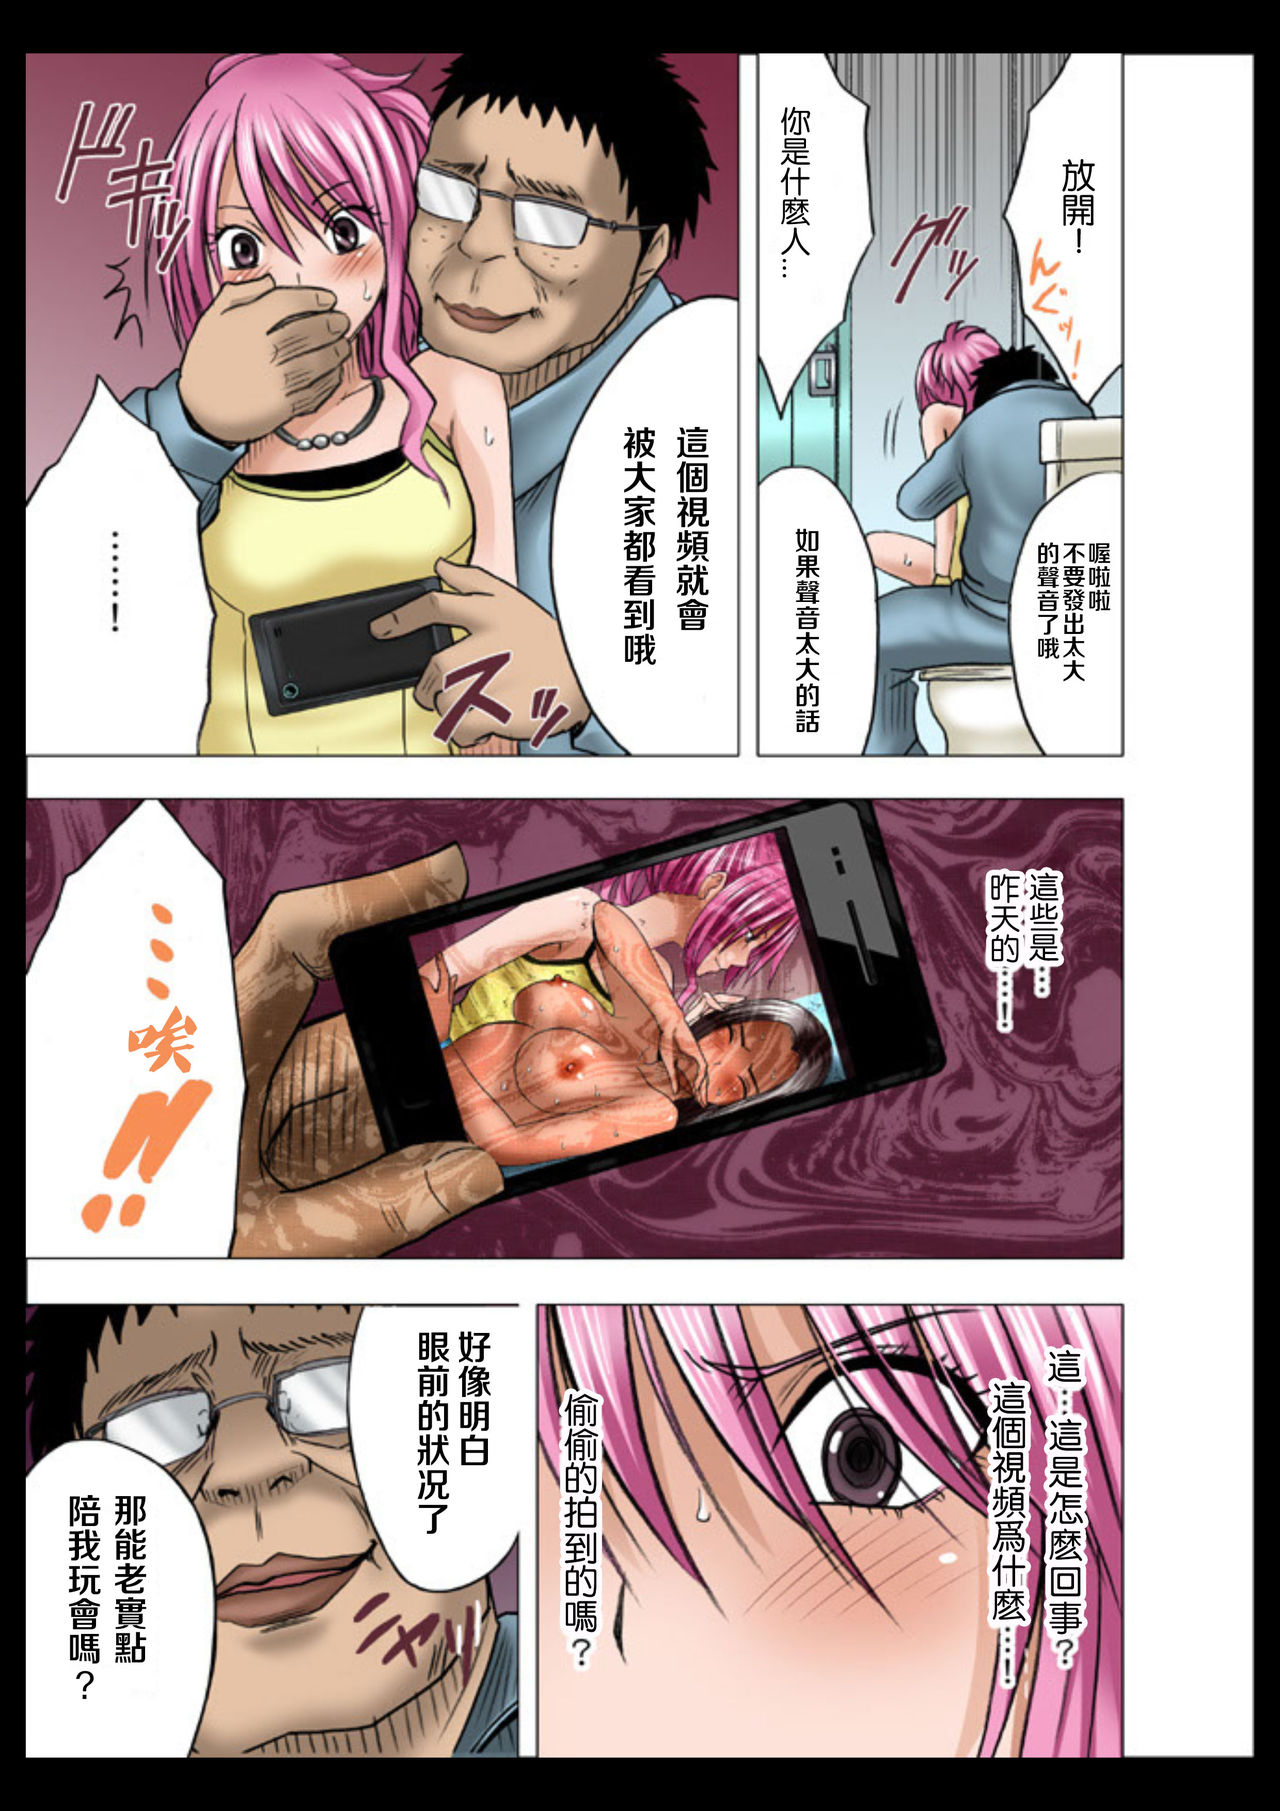 放開！
んぐッ！
グッ
你是什麽人…
喔啦啦
不要發出太大
的聲音了哦
如果聲音太大的話
這個視頻就會
被大家都看到哦
ドキッ
スッ
……！
這些是…
昨天的…！
…唉！！
這…這是怎麽回事？
這個視頻爲什麽…！
偷偷的拍到的嗎？
好像明白
眼前的狀况了
ニヤッ
那能老實點
陪我玩會嗎？